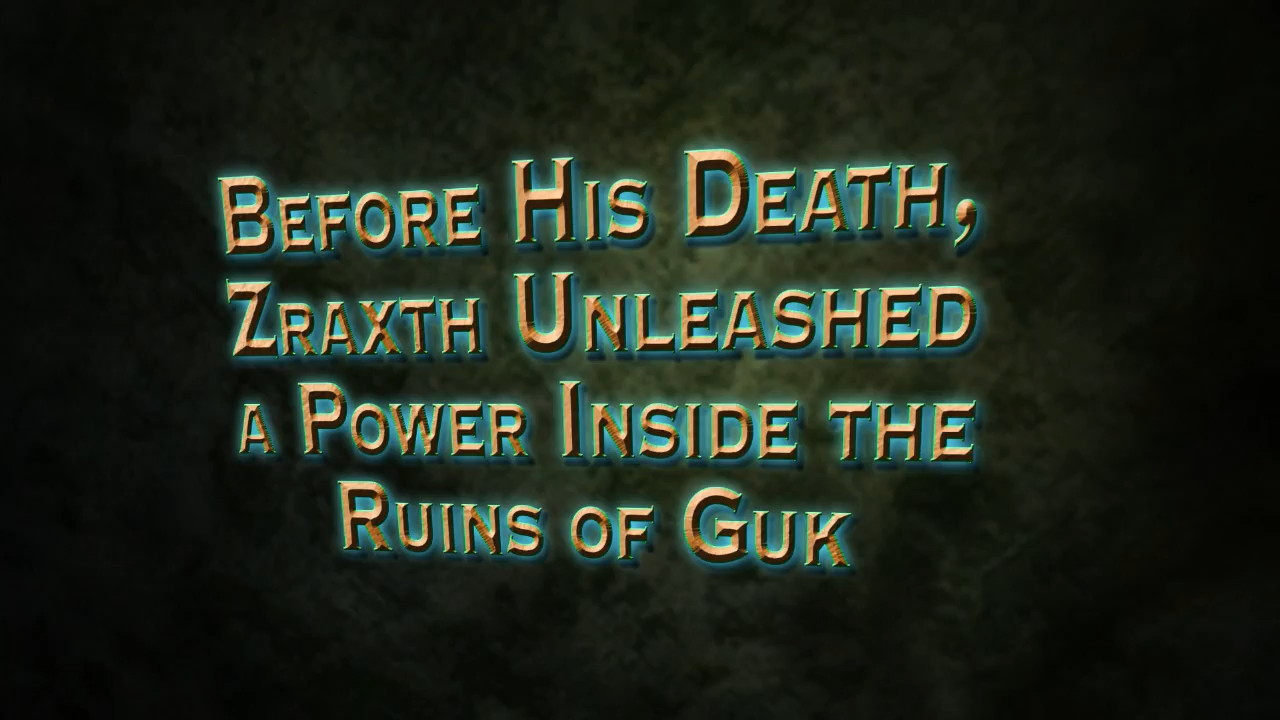 Before His Death,
Zraxth Unleashed
a Power Inside the
Ruins of Guk